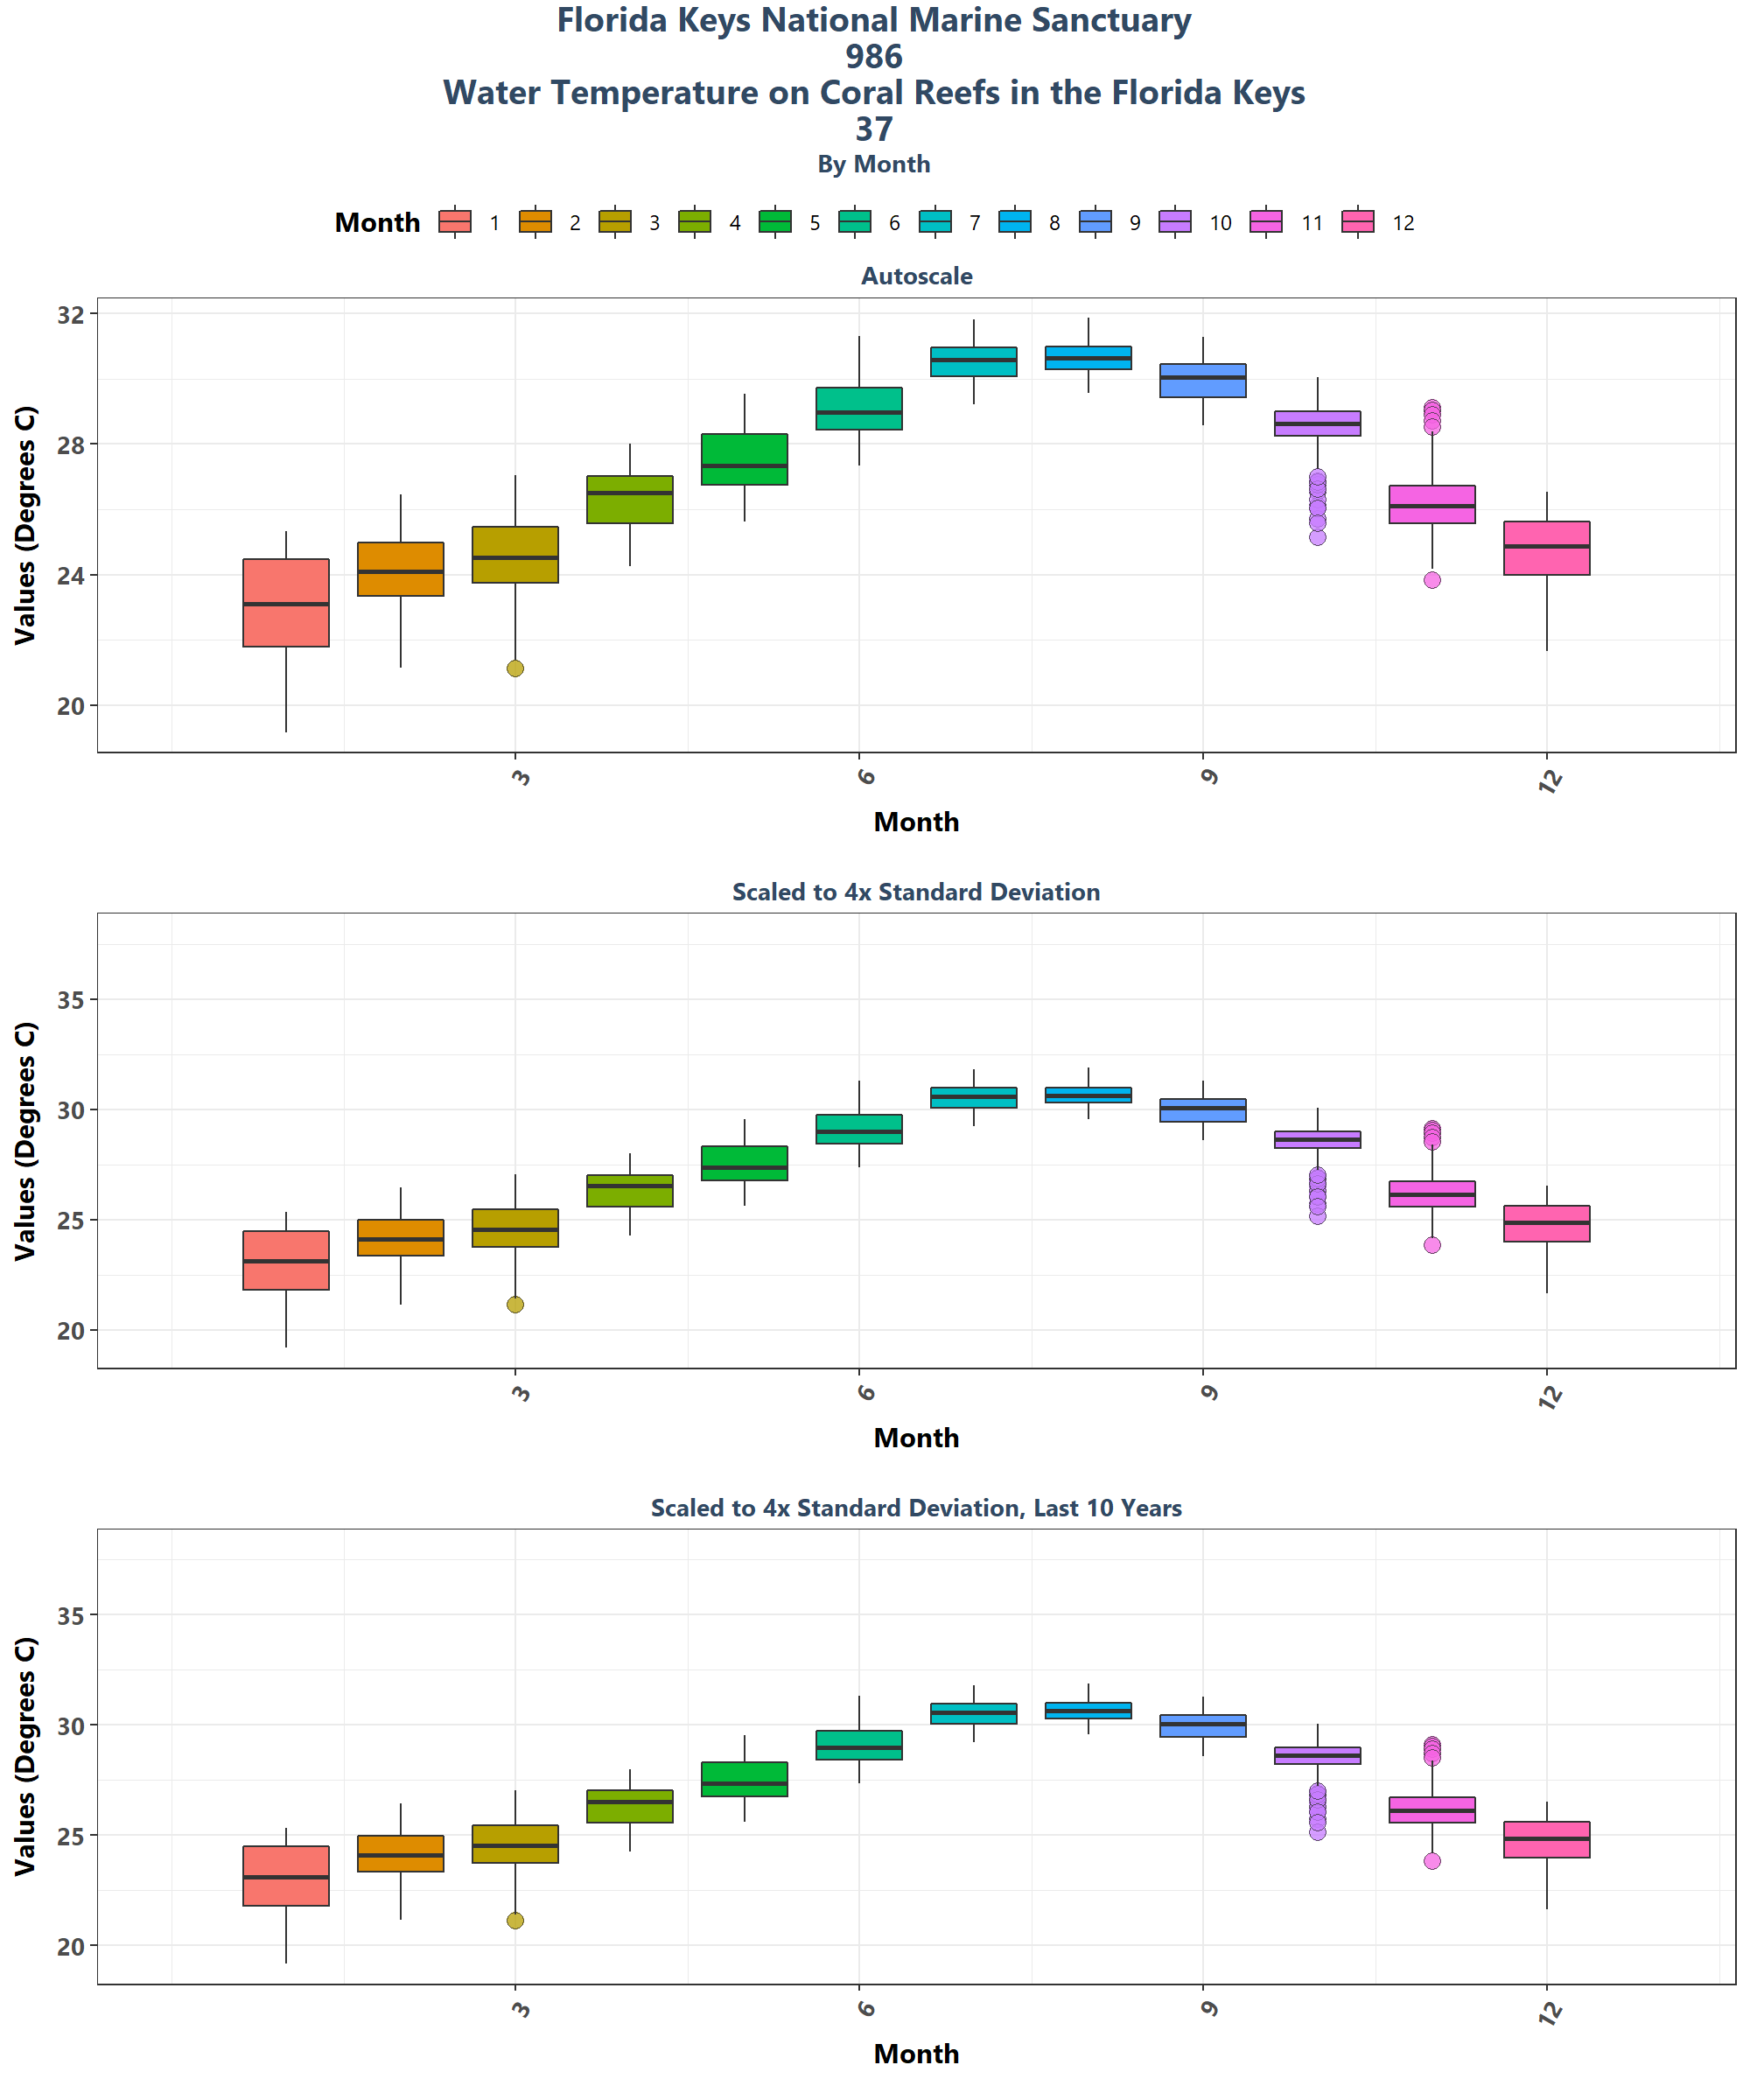 Florida Keys National Marine Sanctuary
986
Water Temperature on Coral Reefs in the Florida Keys
37
By Month
Month 1 2 3 4 5 6 7 8 9 10 11 12
Autoscale
Values (Degrees C)
32
28
24
20
3 6 9 12
Month
Scaled to 4x Standard Deviation
Values (Degrees C)
35
30
25
20
3 6 9 12
Month
Scaled to 4x Standard Deviation, Last 10 Years
Values (Degrees C)
35
30
25
20
3 6 9 12
Month